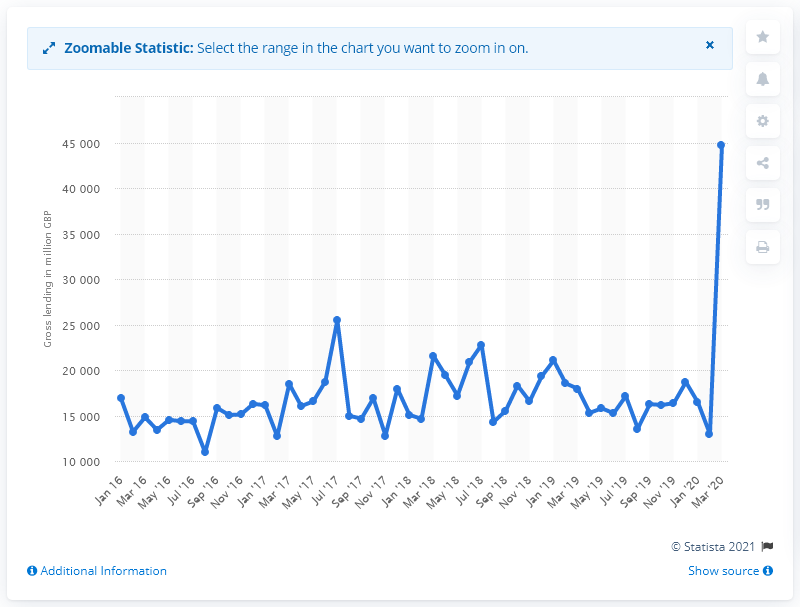 Zoomable Statistic: Select the range in the chart you want to zoom in on.
×
Gross lending in million GBP
45 000
40 000
35 000
30 000
25 000
20 000
15 000
10 000
Jan 16
Mar 16
May '16
Jul '16
Sep '16
Nov '16
Jan '17
Mar '17
May '17
Jul '17
Sep '17
Nov '17
Jan '18
Mar '18
May '18
Jul '18
Sep '18
Nov '18
Jan '19
Mar '19
May '19
Jul '19
Sep '19
Nov '19
Jan '20
Mar '20
© Statista 2021
Additional Information
Show source